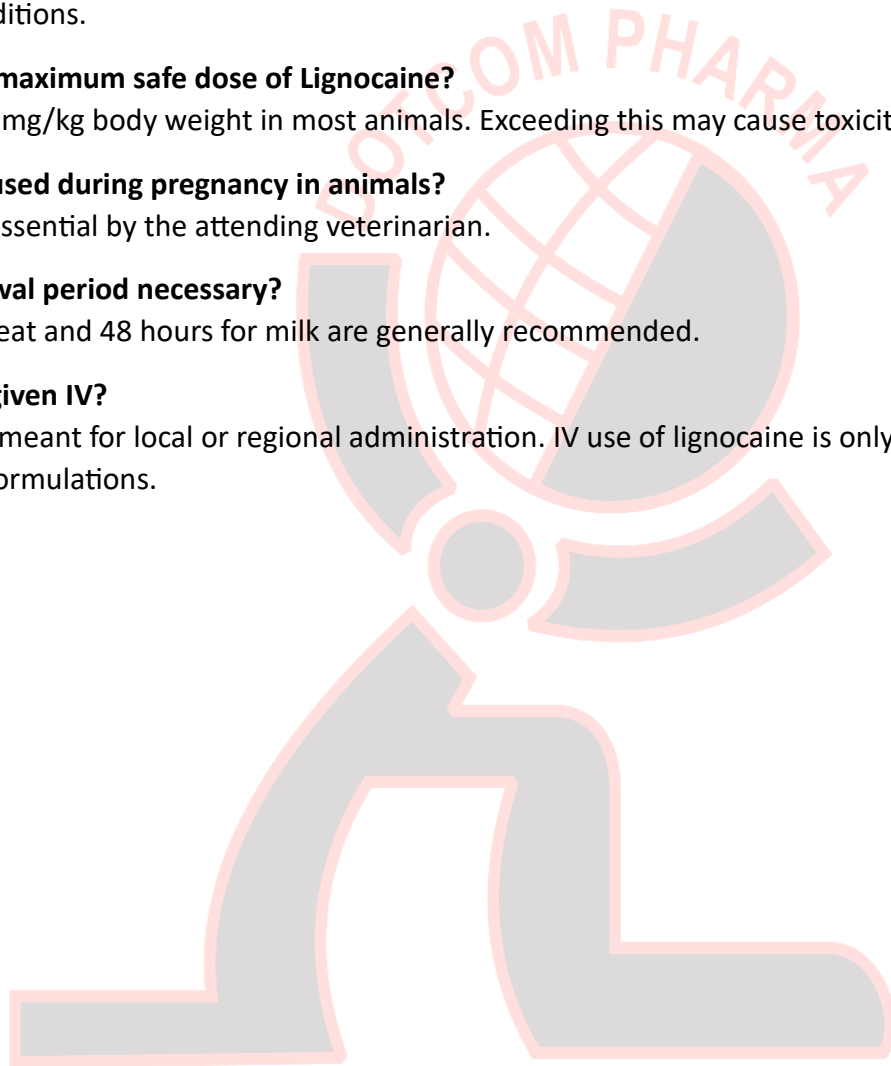 ditions.
maximum safe dose of Lignocaine?
mg/kg body weight in most animals. Exceeding this may cause toxicit
used during pregnancy in animals?
ssential by the attending veterinarian.
wal period necessary?
eat and 48 hours for milk are generally recommended.
given IV?
meant for local or regional administration. IV use of lignocaine is only
ormulations.
DOTCOM PHARMA